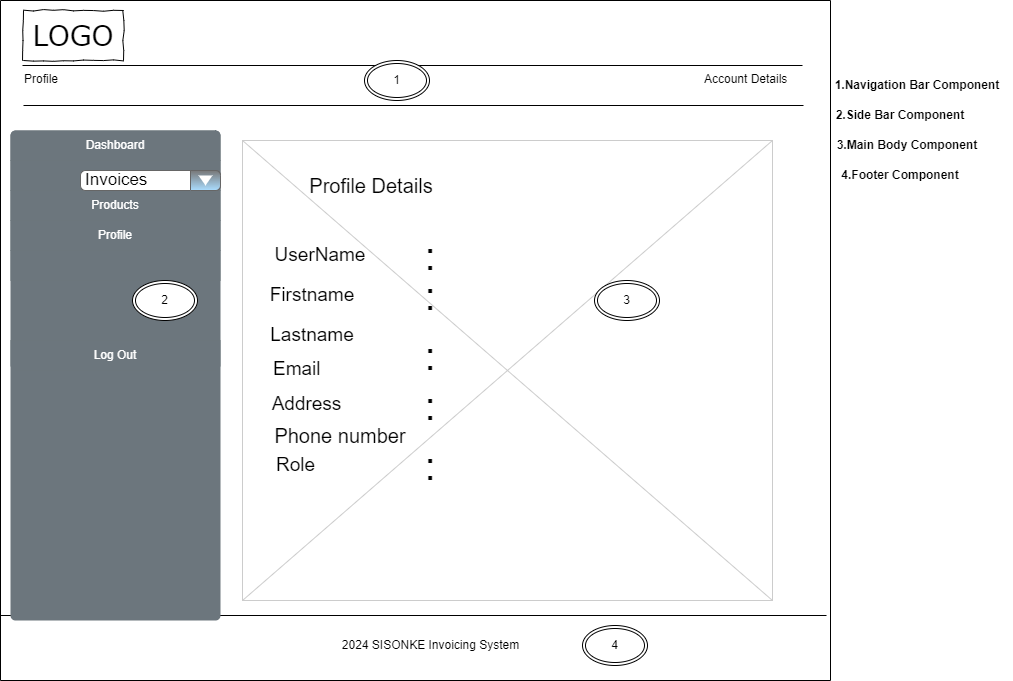 LOGO
Profile
1
Account Details
1.Navigation Bar Component
2.Side Bar Component
3.Main Body Component
4.Footer Component
Dashboard
Invoices
Products
Profile
2
Log Out
Profile Details
UserName :
Firstname :
Lastname
:
Email
Address :
Phone number
Role :
3
2024 SISONKE Invoicing System
4